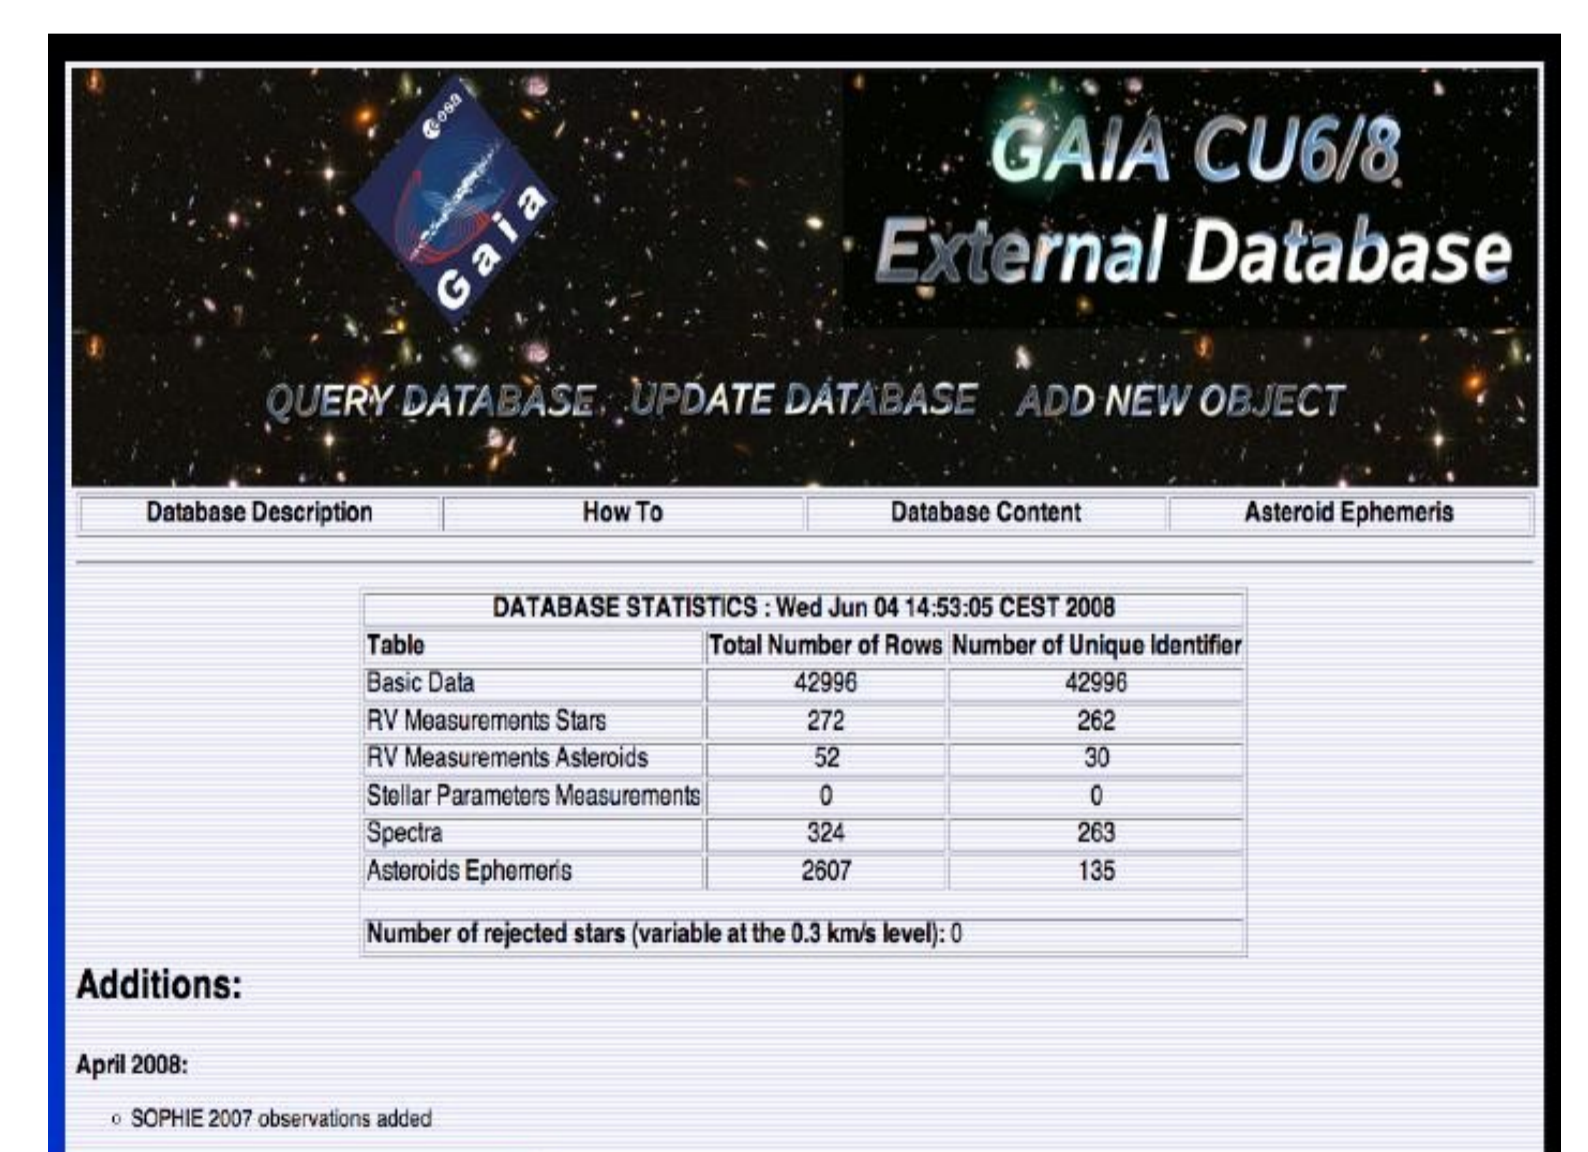 esa
Gaia
GAIA CU6/8
External Database
QUERY DATABASE UPDATE DATABASE ADD NEW OBJECT
Database Description How To Database Content Asteroid Ephemeris
DATABASE STATISTICS : Wed Jun 04 14:53:05 CEST 2008
Table Total Number of Rows Number of Unique Identifier
Basic Data 42996 42996
RV Measurements Stars 272 262
RV Measurements Asteroids 52 30
Stellar Parameters Measurements 0 0
Spectra 324 263
Asteroids Ephemeris 2607 135
Number of rejected stars (variable at the 0.3 km/s level): 0
Additions:
April 2008:
SOPHIE 2007 observations added